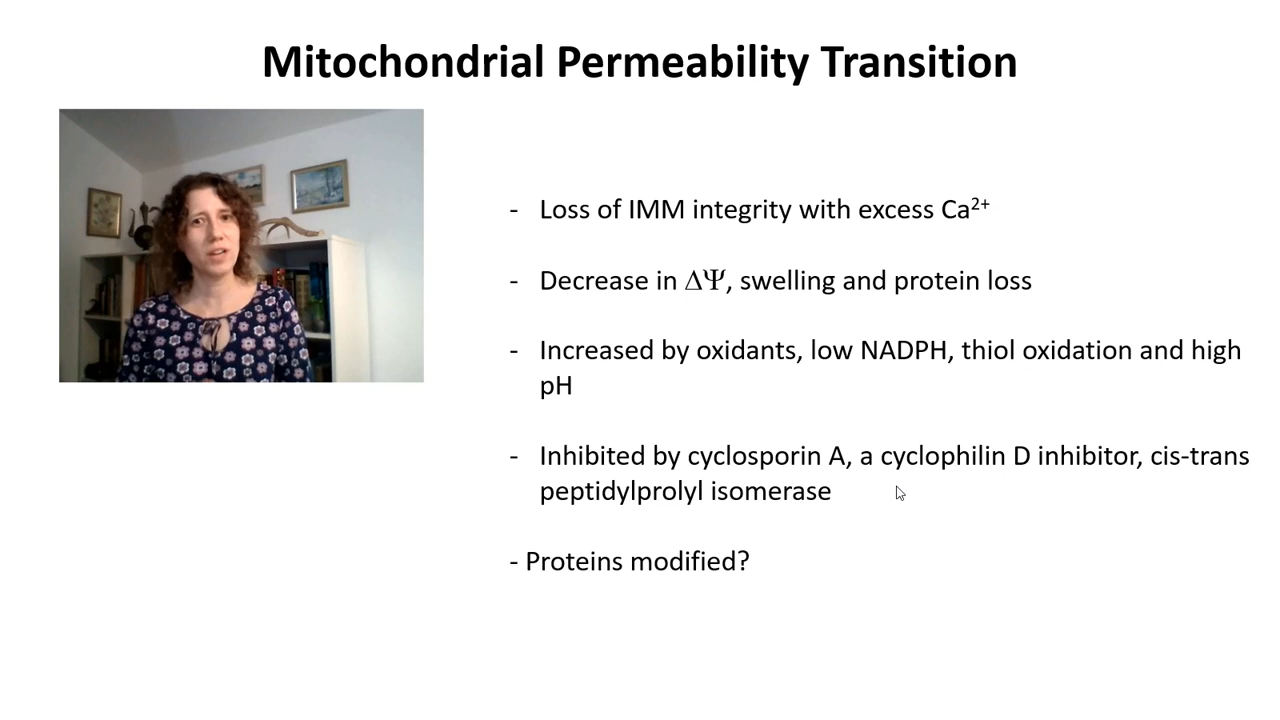 Mitochondrial Permeability Transition
- Loss of IMM integrity with excess Ca²⁺
- Decrease in ΔΨ, swelling and protein loss
- Increased by oxidants, low NADPH, thiol oxidation and high
pH
- Inhibited by cyclosporin A, a cyclophilin D inhibitor, cis-trans
peptidylprolyl isomerase
- Proteins modified?